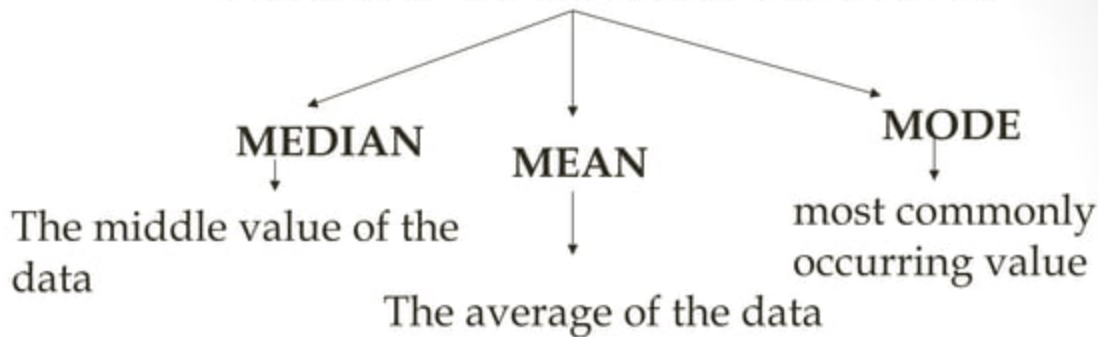 MEDIAN
MEAN
MODE
The middle value of the
data
The average of the data
most commonly
occurring value